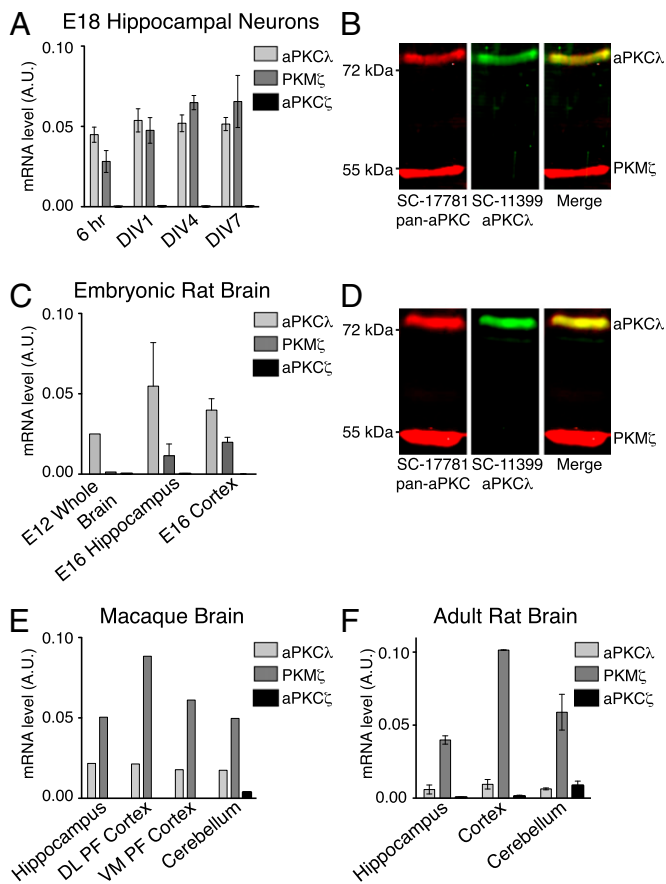 A
E18 Hippocampal Neurons
mRNA level (A.U.)
0.10
0.05
0.00
aPKCλ
PKMζ
aPKCζ
6 hr
DIV1
DIV4
DIV7
B
72 kDa
55 kDa
aPKCλ
PKMζ
SC-17781 SC-11399 Merge
pan-aPKC aPKCλ
C
Embryonic Rat Brain
mRNA level (A.U.)
0.10
0.05
0.00
aPKCλ
PKMζ
aPKCζ
E12 Whole
Brain
E16 Hippocampus
E16 Cortex
D
72 kDa
55 kDa
aPKCλ
PKMζ
SC-17781 SC-11399 Merge
pan-aPKC aPKCλ
E
Macaque Brain
mRNA level (A.U.)
0.10
0.05
0.00
aPKCλ
PKMζ
aPKCζ
Hippocampus
DL PF Cortex
VM PF Cortex
Cerebellum
F
Adult Rat Brain
mRNA level (A.U.)
0.10
0.05
0.00
aPKCλ
PKMζ
aPKCζ
Hippocampus
Cortex
Cerebellum